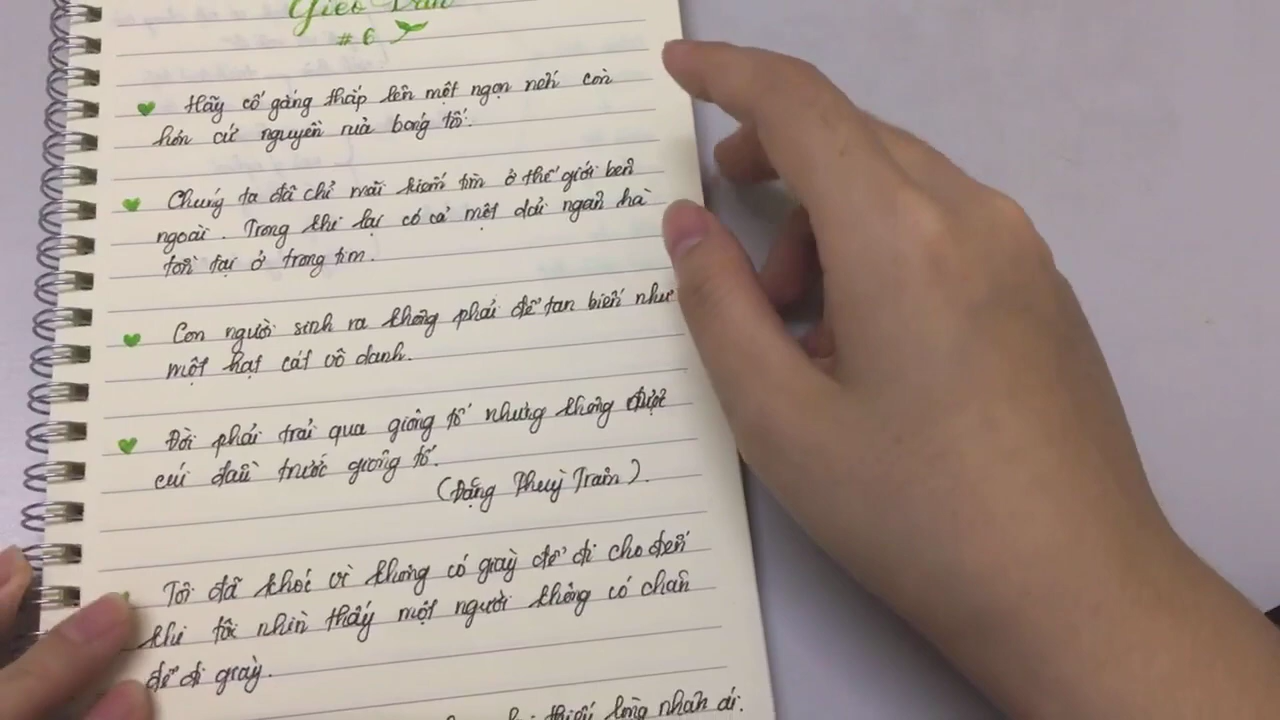 Gieo Vần
#6
Hãy cố gắng thắp lên một ngọn nến còn
hơn cứ nguyền rủa bóng tối.
Chúng ta đã chỉ mãi kiếm tìm ở thế giới bên
ngoài. Trong khi lại có cả một dải ngân hà
tồn tại ở trong tim.
Con người sinh ra không phải để tan biến như
một hạt cát vô danh.
Đời phải trải qua giông tố nhưng không được
cúi đầu trước giông tố.
(Đặng Thuỳ Trâm).
Tôi đã khóc vì không có giày để đi cho đến
khi tôi nhìn thấy một người không có chân
để đi giày.
thiếu lòng nhân ái.